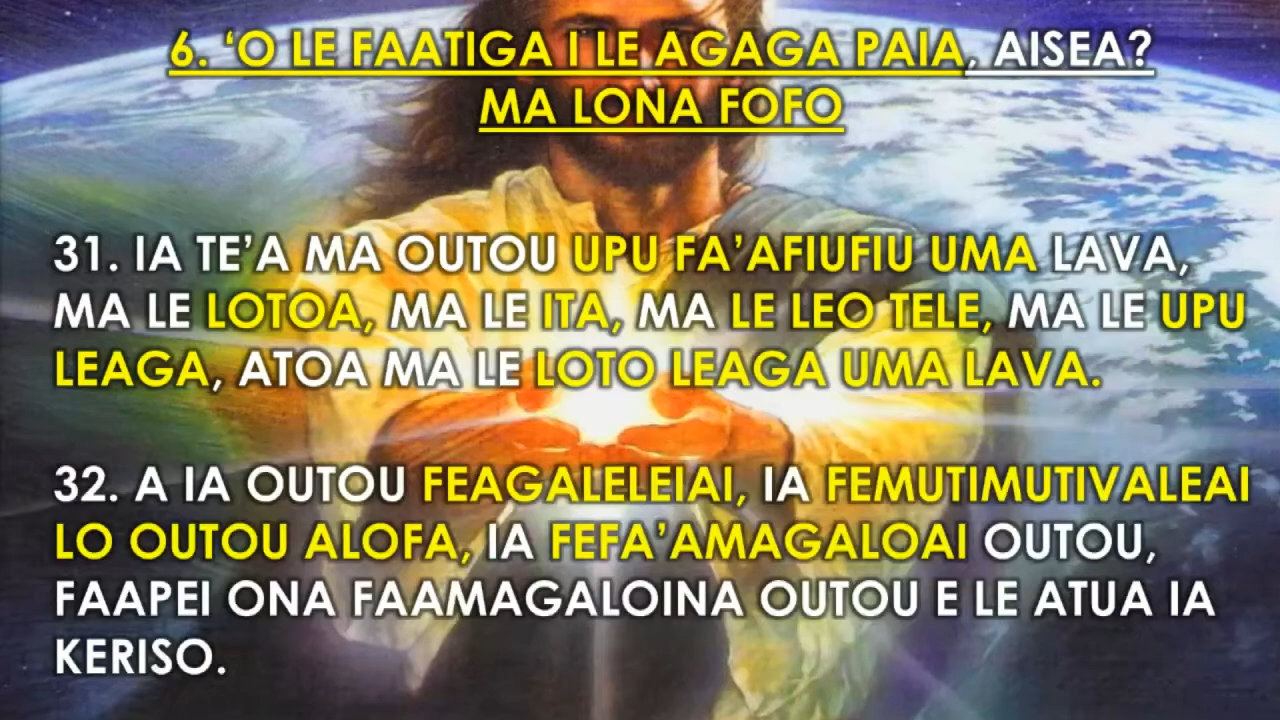 6. ‘O LE FAATIGA I LE AGAGA PAIA, AISEA?
MA LONA FOFO
31. IA TE’A MA OUTOU UPU FA’AFIUFIU UMA LAVA,
MA LE LOTOA, MA LE ITA, MA LE LEO TELE, MA LE UPU
LEAGA, ATOA MA LE LOTO LEAGA UMA LAVA.
32. A IA OUTOU FEAGALELEIAI, IA FEMUTIMUTIVALEAI
LO OUTOU ALOFA, IA FEFA’AMAGALOAI OUTOU,
FAAPEI ONA FAAMAGALOINA OUTOU E LE ATUA IA
KERISO.